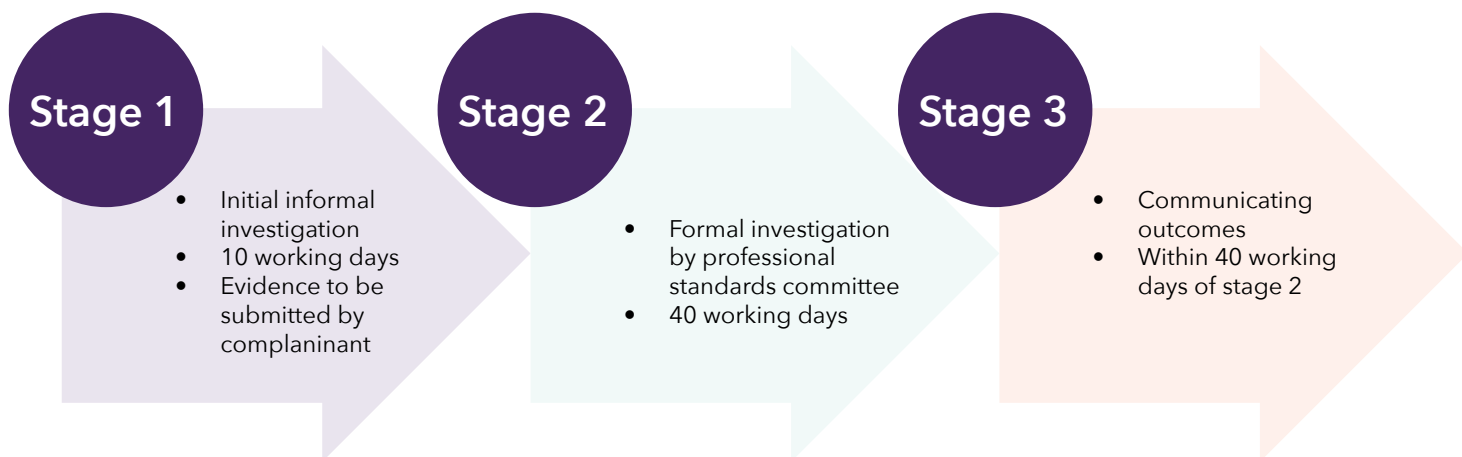 Stage 1
• Initial informal
investigation
• 10 working days
• Evidence to be
submitted by
complaninant
Stage 2
• Formal investigation
by professional
standards committee
• 40 working days
Stage 3
• Communicating
outcomes
• Within 40 working
days of stage 2